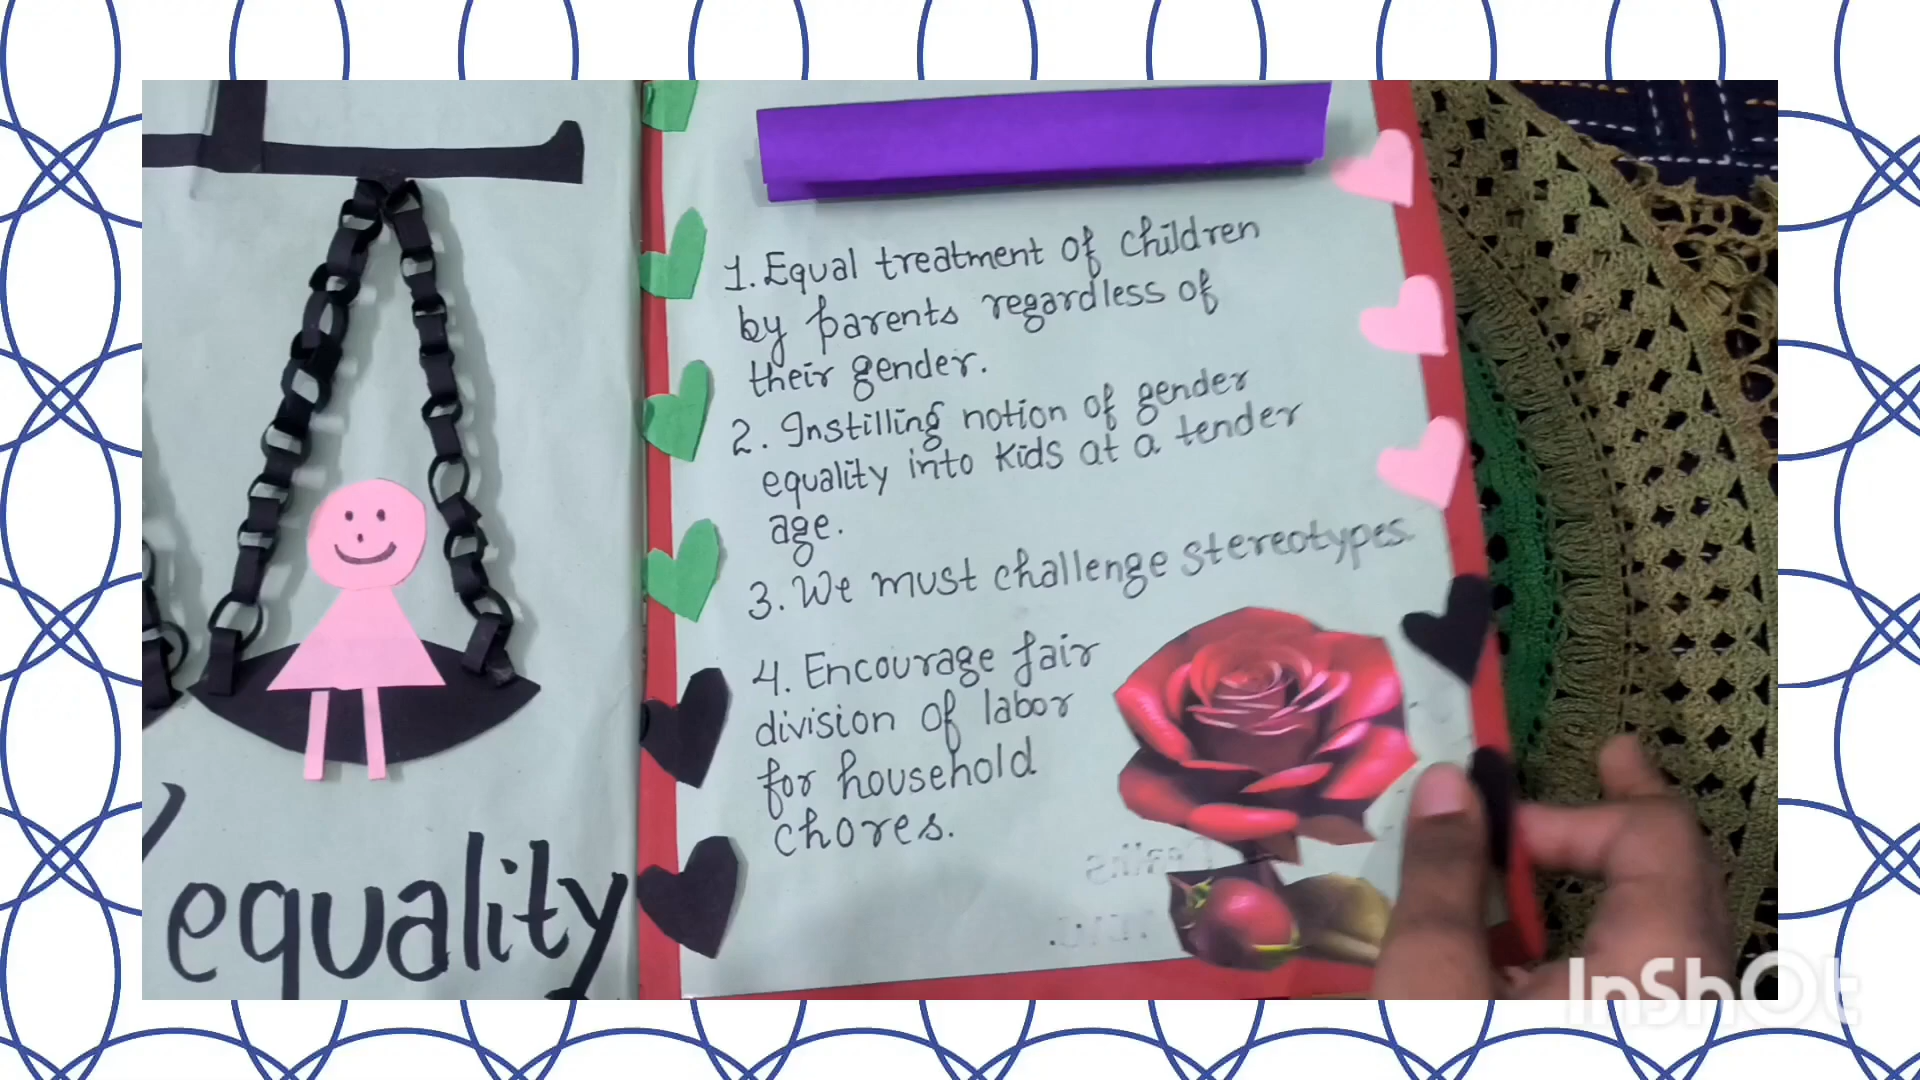 1. Equal treatment of children
by parents regardless of
their gender.
2. Instilling notion of gender
equality into kids at a tender
age.
3. We must challenge stereotypes.
4. Encourage fair
division of labor
for household
chores.
equality
InShOt